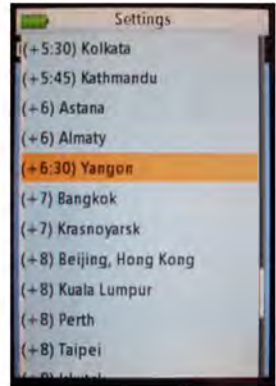 Settings
(+5:30) Kolkata
(+5:45) Kathmandu
(+6) Astana
(+6) Almaty
(+6:30) Yangon
(+7) Bangkok
(+7) Krasnoyarsk
(+8) Beijing, Hong Kong
(+8) Kuala Lumpur
(+8) Perth
(+8) Taipei